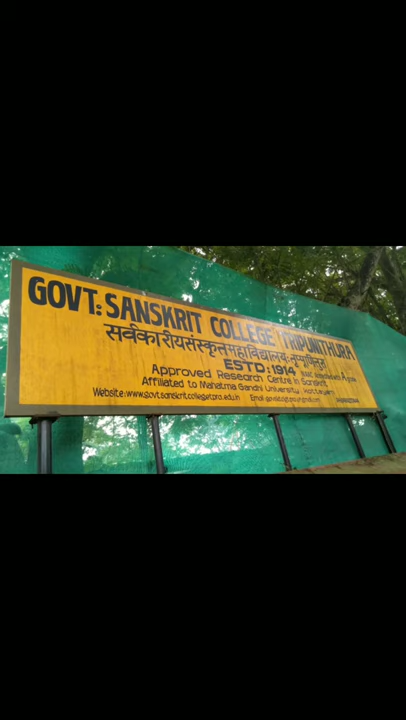 GOVT: SANSKRIT COLLEGE TRIPUNITHURA
सर्वकारीयसंस्कृतमहाविद्यालयः तृप्पूणित्तुरा
ESTD: 1914
Approved Research Centre in Sanskrit
Affiliated to Mahatma Gandhi University, Kottayam
Website: www.govt.sanskritcollegetpra.edu.in Email